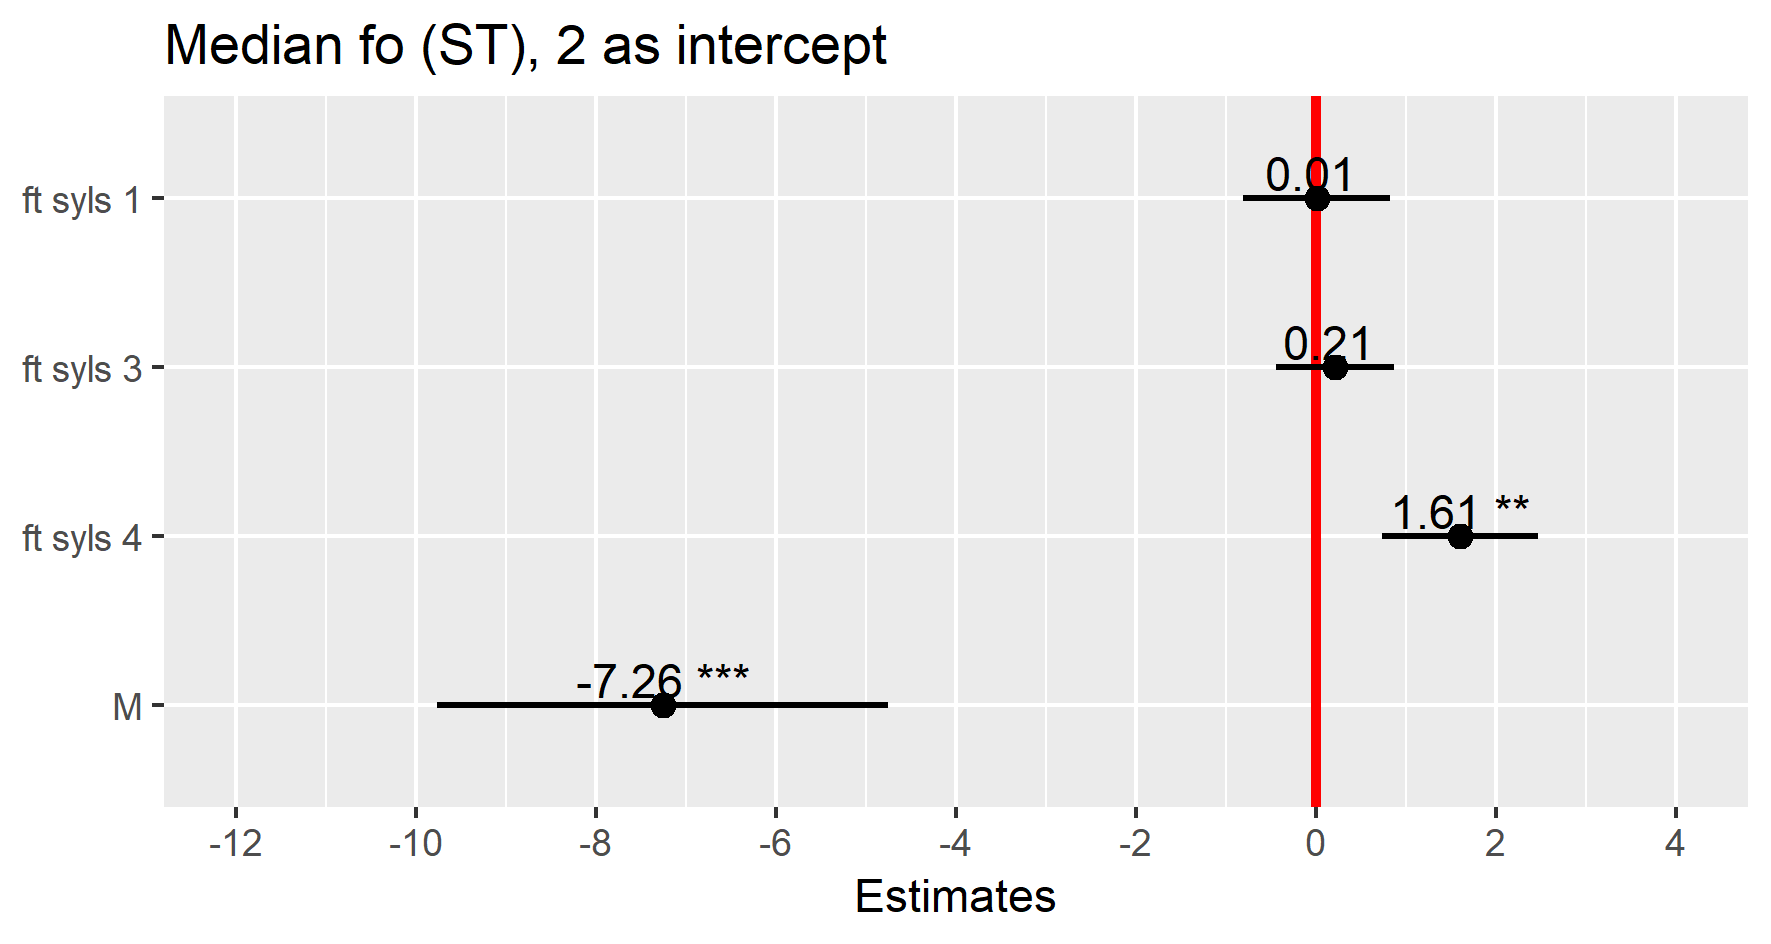 Median fo (ST), 2 as intercept
ft syls 1
0.01
ft syls 3
0.21
ft syls 4
1.61 **
M
-7.26 ***
-12 -10 -8 -6 -4 -2 0 2 4
Estimates